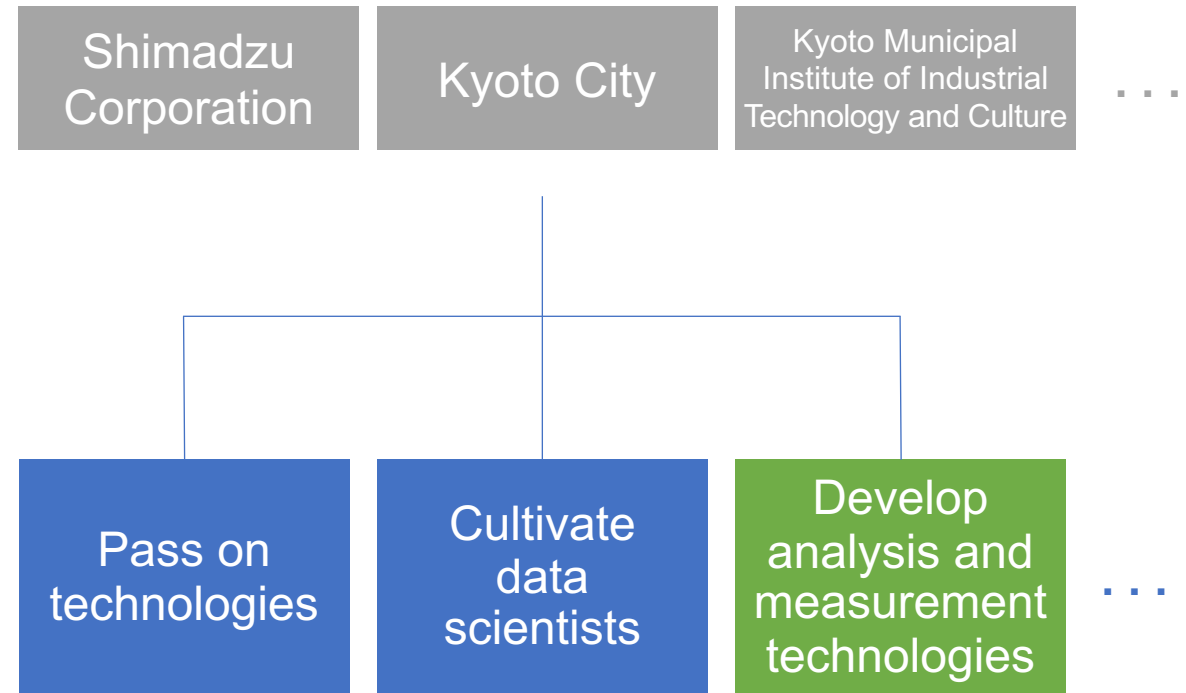 Shimadzu
Corporation
Kyoto City
Kyoto Municipal
Institute of Industrial
Technology and Culture
...
Pass on
technologies
Cultivate
data
scientists
Develop
analysis and
measurement
technologies
...